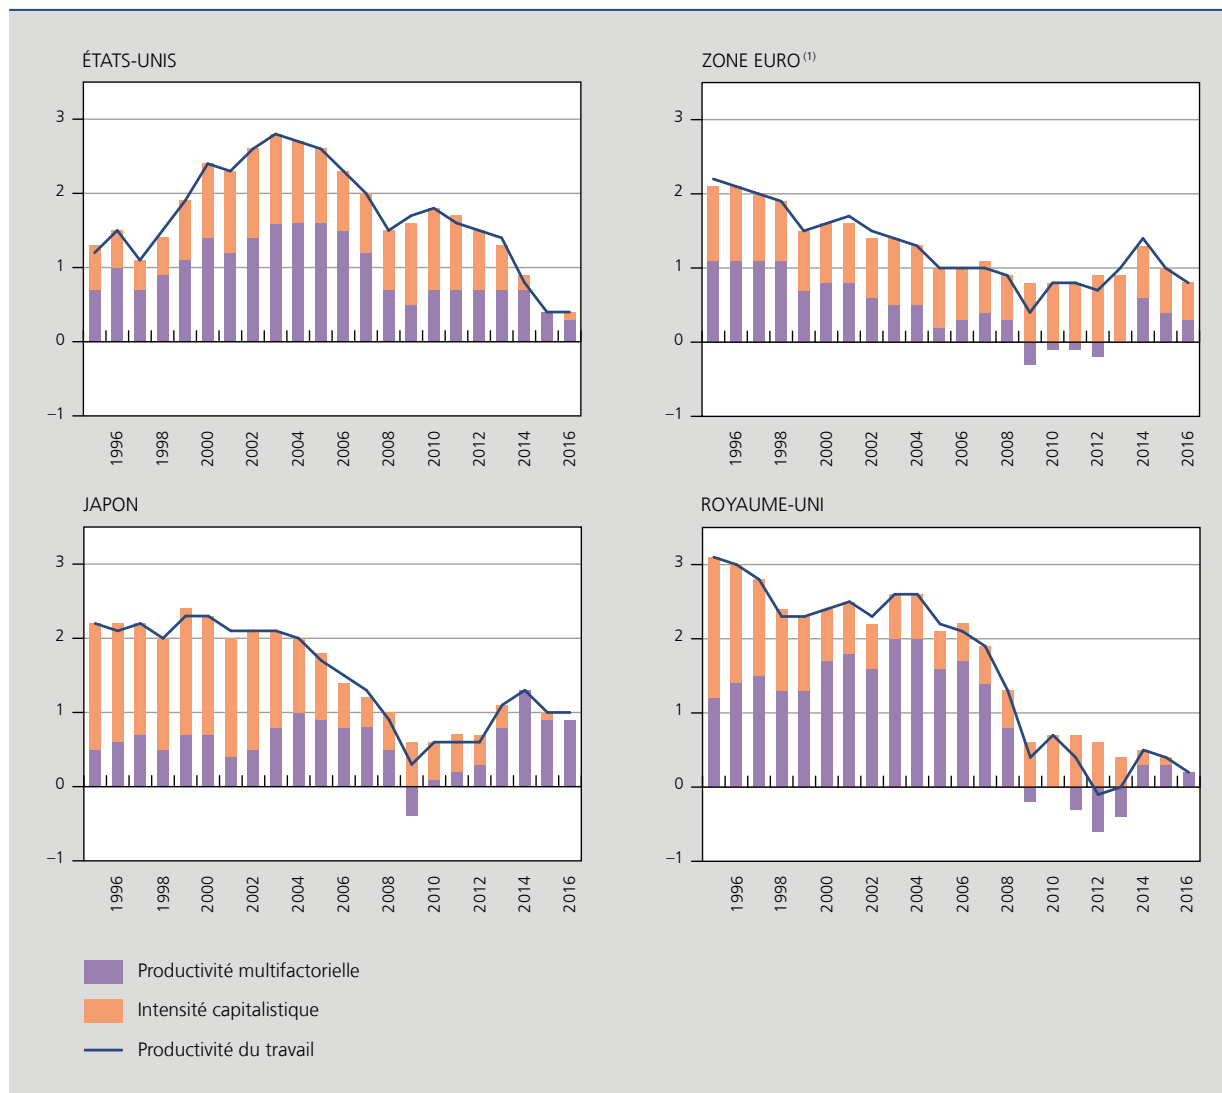 ÉTATS-UNIS
3
2
1
0
–1
1996 1998 2000 2002 2004 2006 2008 2010 2012 2014 2016
ZONE EURO (1)
3
2
1
0
–1
1996 1998 2000 2002 2004 2006 2008 2010 2012 2014 2016
JAPON
3
2
1
0
–1
1996 1998 2000 2002 2004 2006 2008 2010 2012 2014 2016
ROYAUME-UNI
3
2
1
0
–1
1996 1998 2000 2002 2004 2006 2008 2010 2012 2014 2016
Productivité multifactorielle
Intensité capitalistique
Productivité du travail